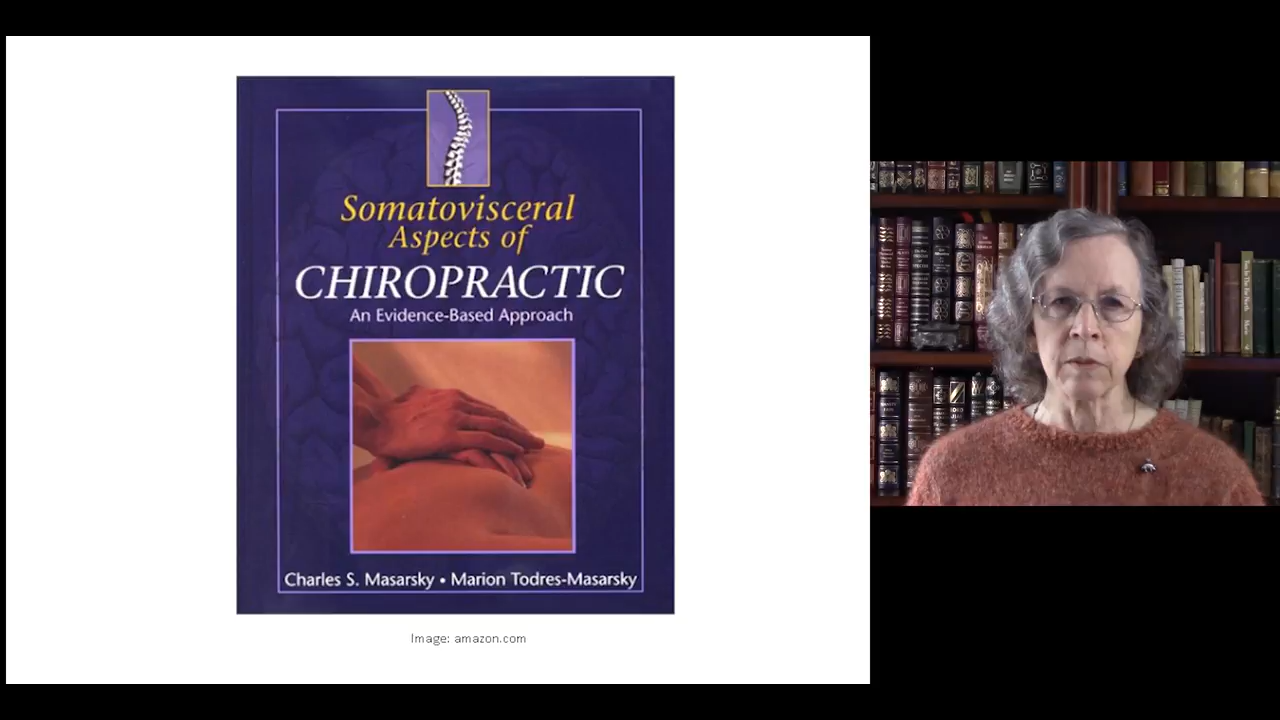 Somatovisceral
Aspects of
CHIROPRACTIC
An Evidence-Based Approach
Charles S. Masarsky • Marion Todres-Masarsky
Image: amazon.com